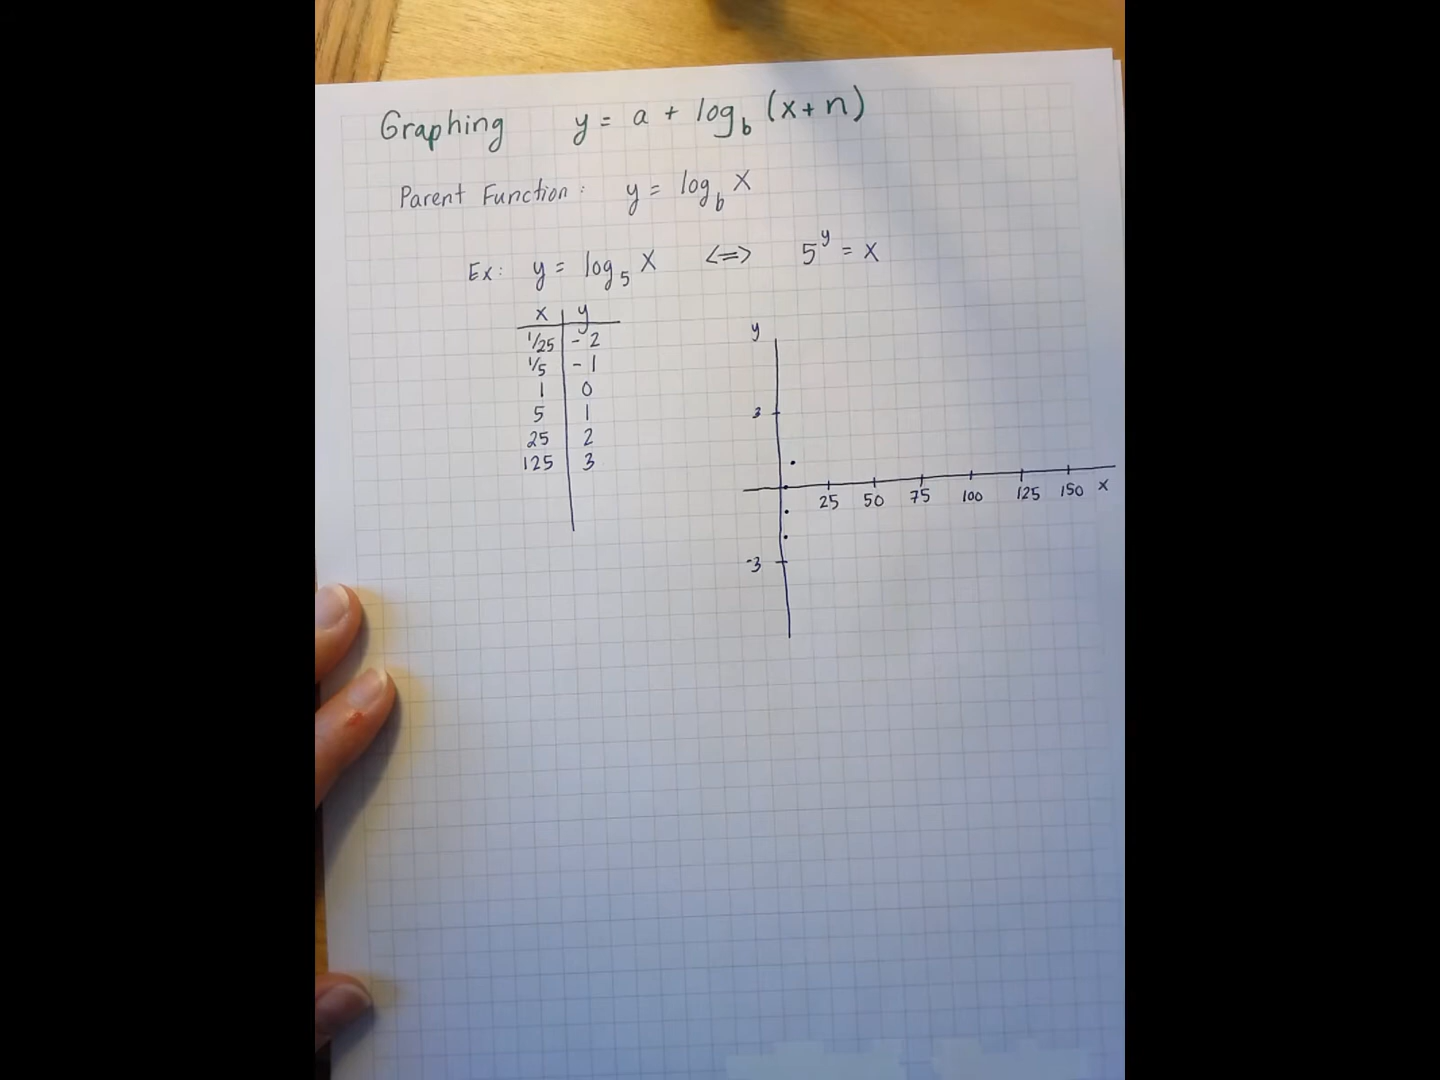 Graphing y = a + log_b (x + n)
Parent Function: y = log_b x
Ex: y = log_5 x <=> 5^y = x
x y
1/25 -2
1/5 -1
1 0
5 1
25 2
125 3
y
3
25 50 75 100 125 150 x
-3